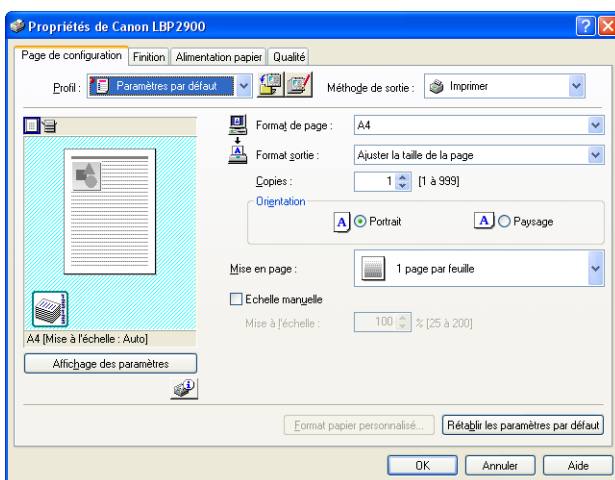 Propriétés de Canon LBP2900
Page de configuration Finition Alimentation papier Qualité
Profil : Paramètres par défaut Méthode de sortie : Imprimer
Format de page : A4
Format sortie : Ajuster la taille de la page
Copies : 1 [1 à 999]
Orientation
A Portrait A Paysage
Mise en page : 1 page par feuille
Echelle manuelle
Mise à l'échelle : 100 % [25 à 200]
A4 [Mise à l'échelle : Auto]
Affichage des paramètres
Format papier personnalisé... Rétablir les paramètres par défaut
OK Annuler Aide